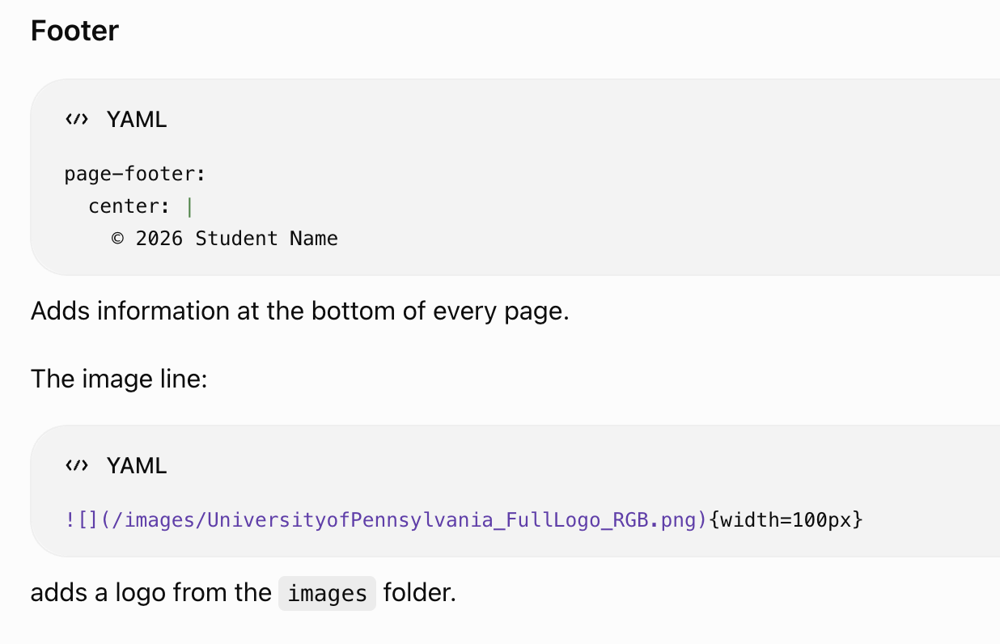 Footer
YAML
page-footer:
  center: |
    © 2026 Student Name
Adds information at the bottom of every page.
The image line:
YAML
![](/images/UniversityofPennsylvania_FullLogo_RGB.png){width=100px}
adds a logo from the images folder.